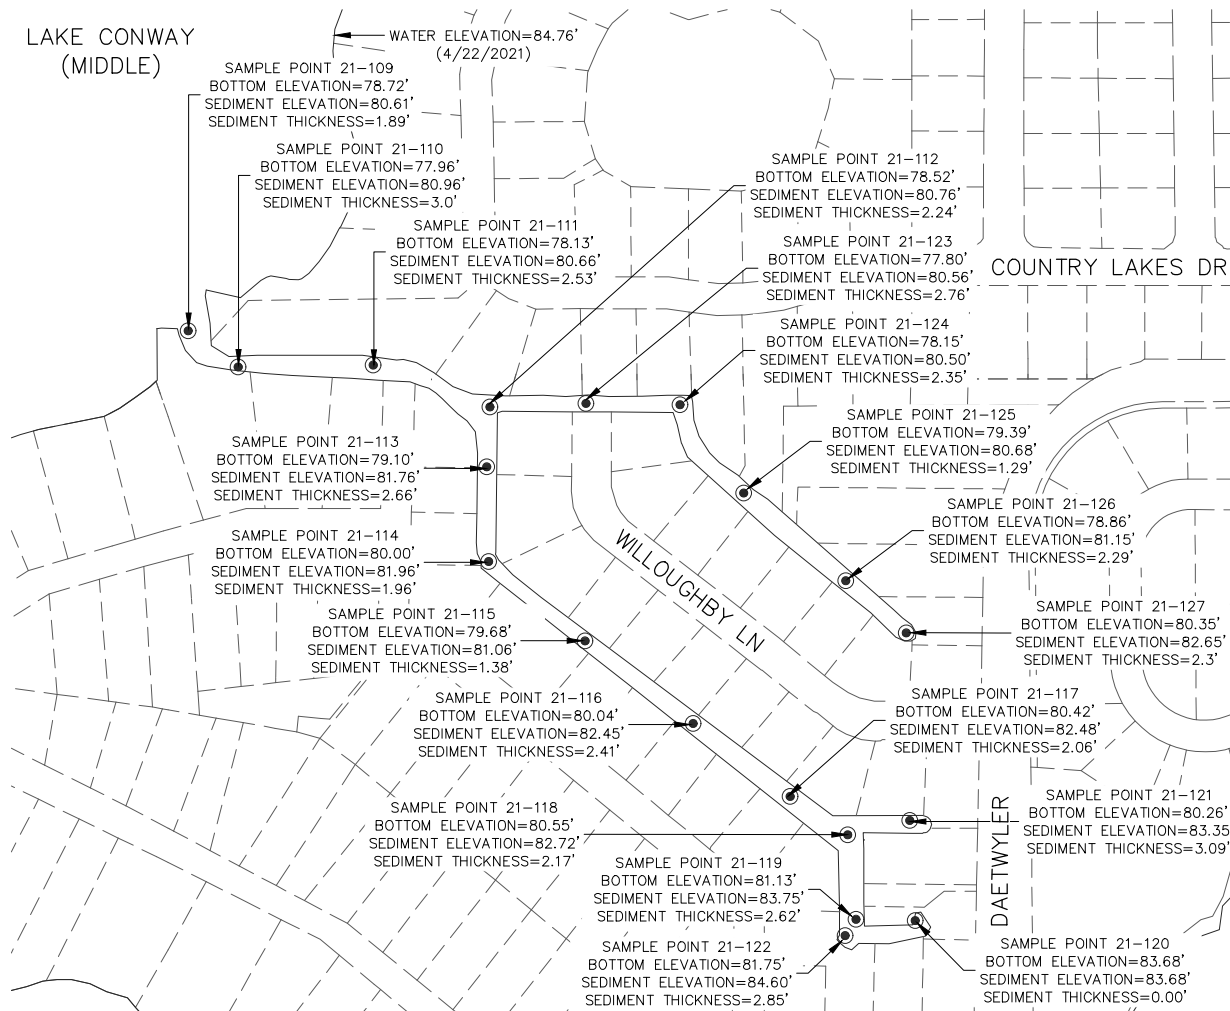 LAKE CONWAY
(MIDDLE)
WATER ELEVATION=84.76'
(4/22/2021)
SAMPLE POINT 21-109
BOTTOM ELEVATION=78.72'
SEDIMENT ELEVATION=80.61'
SEDIMENT THICKNESS=1.89'
SAMPLE POINT 21-110
BOTTOM ELEVATION=77.96'
SEDIMENT ELEVATION=80.96'
SEDIMENT THICKNESS=3.0'
SAMPLE POINT 21-111
BOTTOM ELEVATION=78.13'
SEDIMENT ELEVATION=80.66'
SEDIMENT THICKNESS=2.53'
SAMPLE POINT 21-112
BOTTOM ELEVATION=78.52'
SEDIMENT ELEVATION=80.76'
SEDIMENT THICKNESS=2.24'
SAMPLE POINT 21-123
BOTTOM ELEVATION=77.80'
SEDIMENT ELEVATION=80.56'
SEDIMENT THICKNESS=2.76'
COUNTRY LAKES DR
SAMPLE POINT 21-124
BOTTOM ELEVATION=78.15'
SEDIMENT ELEVATION=80.50'
SEDIMENT THICKNESS=2.35'
SAMPLE POINT 21-125
BOTTOM ELEVATION=79.39'
SEDIMENT ELEVATION=80.68'
SEDIMENT THICKNESS=1.29'
SAMPLE POINT 21-113
BOTTOM ELEVATION=79.10'
SEDIMENT ELEVATION=81.76'
SEDIMENT THICKNESS=2.66'
SAMPLE POINT 21-126
BOTTOM ELEVATION=78.86'
SEDIMENT ELEVATION=81.15'
SEDIMENT THICKNESS=2.29'
SAMPLE POINT 21-114
BOTTOM ELEVATION=80.00'
SEDIMENT ELEVATION=81.96'
SEDIMENT THICKNESS=1.96'
WILLOUGHBY LN
SAMPLE POINT 21-127
BOTTOM ELEVATION=80.35'
SEDIMENT ELEVATION=82.65'
SEDIMENT THICKNESS=2.3'
SAMPLE POINT 21-115
BOTTOM ELEVATION=79.68'
SEDIMENT ELEVATION=81.06'
SEDIMENT THICKNESS=1.38'
SAMPLE POINT 21-116
BOTTOM ELEVATION=80.04'
SEDIMENT ELEVATION=82.45'
SEDIMENT THICKNESS=2.41'
SAMPLE POINT 21-117
BOTTOM ELEVATION=80.42'
SEDIMENT ELEVATION=82.48'
SEDIMENT THICKNESS=2.06'
SAMPLE POINT 21-118
BOTTOM ELEVATION=80.55'
SEDIMENT ELEVATION=82.72'
SEDIMENT THICKNESS=2.17'
SAMPLE POINT 21-121
BOTTOM ELEVATION=80.26'
SEDIMENT ELEVATION=83.35
SEDIMENT THICKNESS=3.09'
DAETWYLER
SAMPLE POINT 21-119
BOTTOM ELEVATION=81.13'
SEDIMENT ELEVATION=83.75'
SEDIMENT THICKNESS=2.62'
SAMPLE POINT 21-122
BOTTOM ELEVATION=81.75'
SEDIMENT ELEVATION=84.60'
SEDIMENT THICKNESS=2.85'
SAMPLE POINT 21-120
BOTTOM ELEVATION=83.68'
SEDIMENT ELEVATION=83.68'
SEDIMENT THICKNESS=0.00'